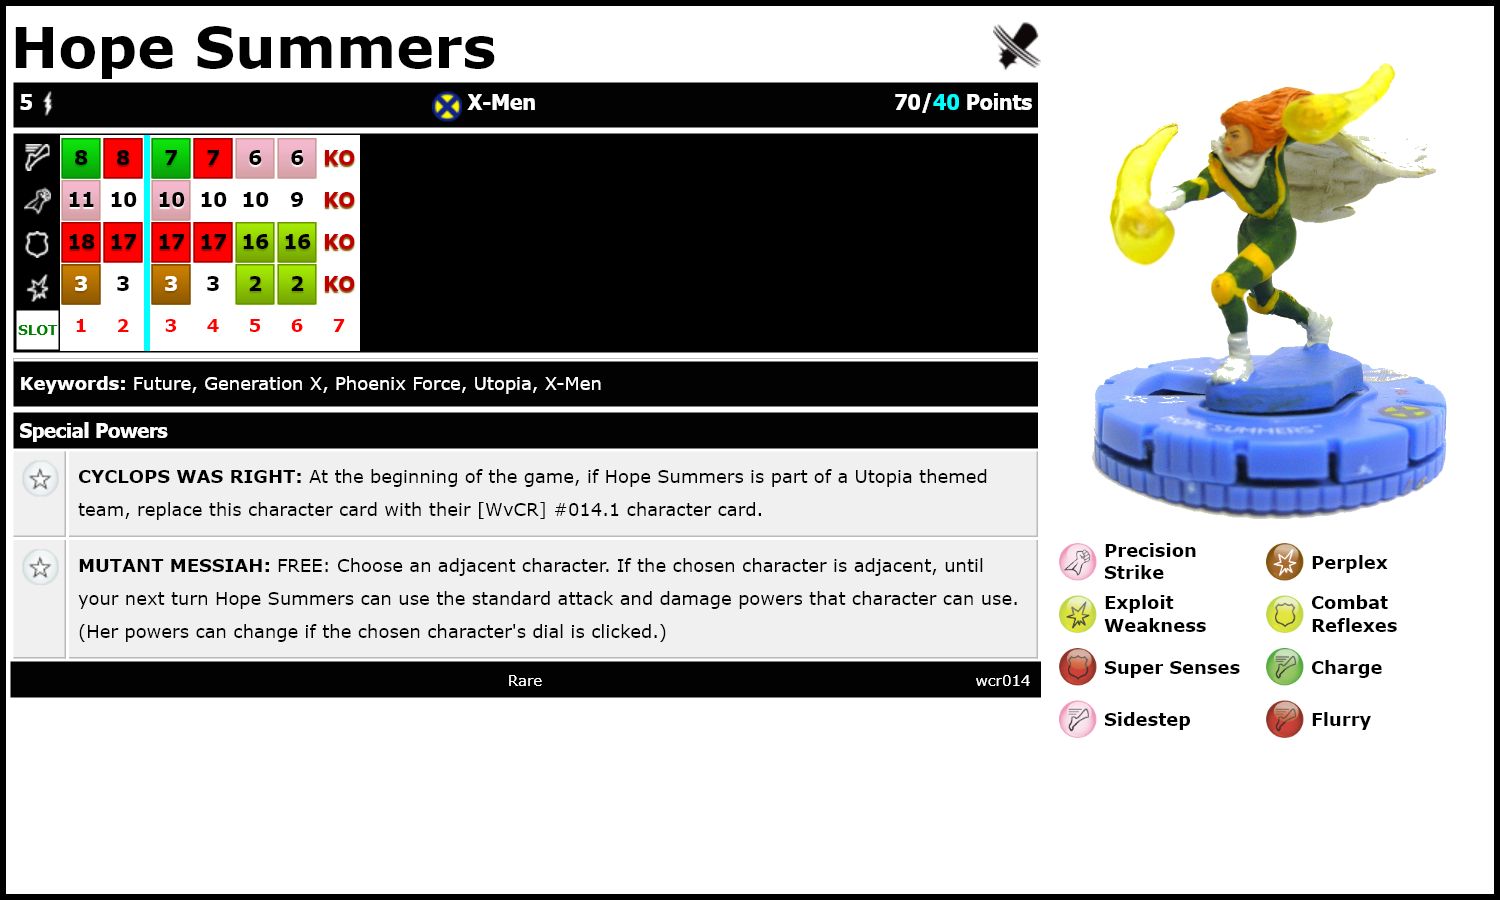 Hope Summers
5 X-Men 70/40 Points
8 8 7 7 6 6 KO
11 10 10 10 10 9 KO
18 17 17 17 16 16 KO
3 3 3 3 2 2 KO
SLOT 1 2 3 4 5 6 7
Keywords: Future, Generation X, Phoenix Force, Utopia, X-Men
Special Powers
CYCLOPS WAS RIGHT: At the beginning of the game, if Hope Summers is part of a Utopia themed
team, replace this character card with their [WvCR] #014.1 character card.
MUTANT MESSIAH: FREE: Choose an adjacent character. If the chosen character is adjacent, until
your next turn Hope Summers can use the standard attack and damage powers that character can use.
(Her powers can change if the chosen character's dial is clicked.)
Rare wcr014
HOPE SUMMERS
Precision
Strike
Perplex
Exploit
Weakness
Combat
Reflexes
Super Senses
Charge
Sidestep
Flurry